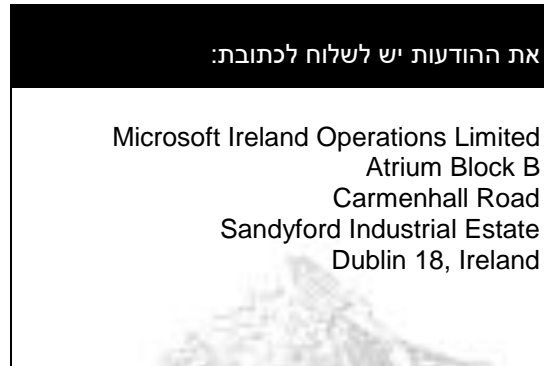 את ההודעות יש לשלוח לכתובת:
Microsoft Ireland Operations Limited
Atrium Block B
Carmenhall Road
Sandyford Industrial Estate
Dublin 18, Ireland